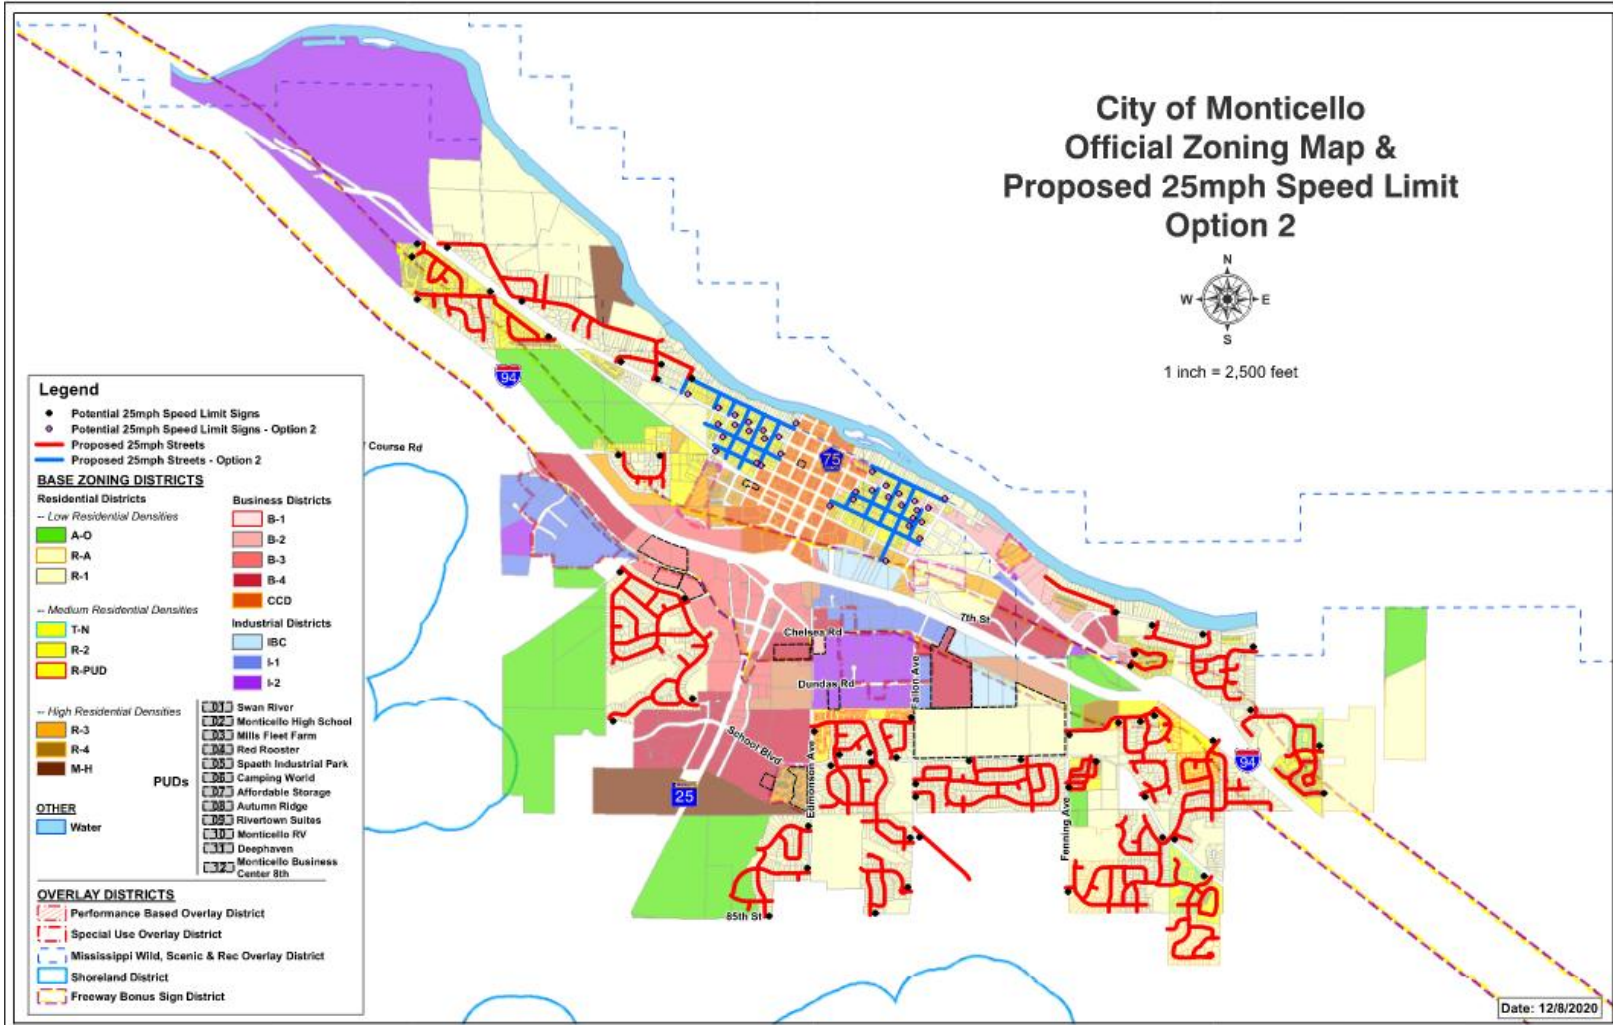 City of Monticello
Official Zoning Map &
Proposed 25mph Speed Limit
Option 2
N
W
E
S
1 inch = 2,500 feet
94
Course Rd
75
7th St
Chelsea Rd
Dundas Rd
Fallon Ave
School Blvd
Edmonson Ave
25
94
Fenning Ave
85th St
Legend
Potential 25mph Speed Limit Signs
Potential 25mph Speed Limit Signs - Option 2
Proposed 25mph Streets
Proposed 25mph Streets - Option 2
BASE ZONING DISTRICTS
Residential Districts
-- Low Residential Densities
A-O
R-A
R-1
-- Medium Residential Densities
T-N
R-2
R-PUD
-- High Residential Densities
R-3
R-4
M-H
OTHER
Water
Business Districts
B-1
B-2
B-3
B-4
CCD
Industrial Districts
IBC
I-1
I-2
PUDs
01 Swan River
02 Monticello High School
03 Mills Fleet Farm
04 Red Rooster
05 Spaeth Industrial Park
06 Camping World
07 Affordable Storage
08 Autumn Ridge
09 Rivertown Suites
10 Monticello RV
11 Deephaven
12 Monticello Business
Center 8th
OVERLAY DISTRICTS
Performance Based Overlay District
Special Use Overlay District
Mississippi Wild, Scenic & Rec Overlay District
Shoreland District
Freeway Bonus Sign District
Date: 12/8/2020